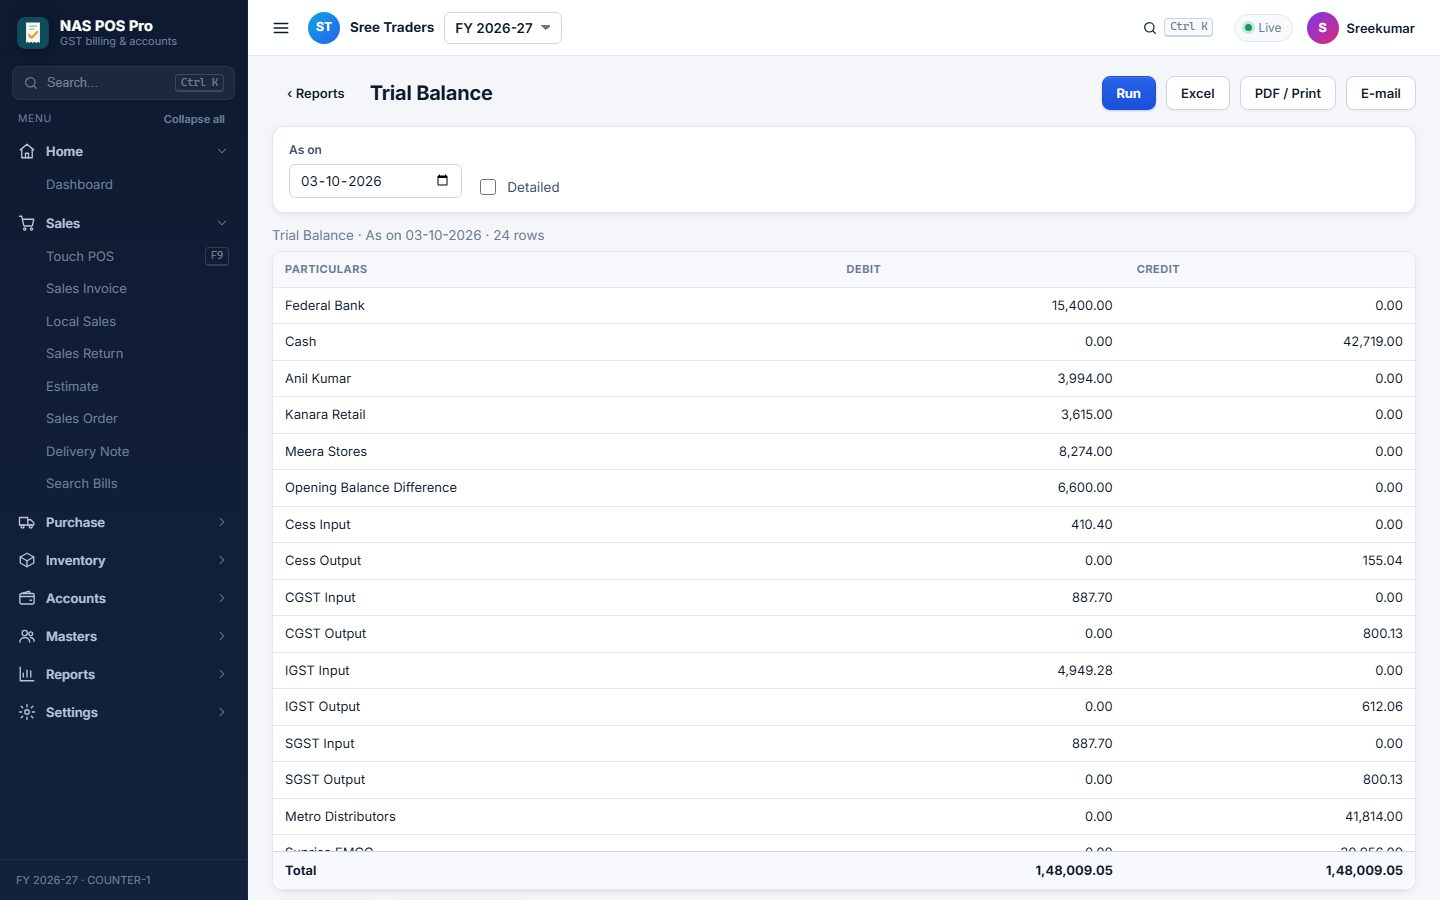 NAS POS Pro
GST billing & accounts
Search... Ctrl K
MENU Collapse all
Home
Dashboard
Sales
Touch POS F9
Sales Invoice
Local Sales
Sales Return
Estimate
Sales Order
Delivery Note
Search Bills
Purchase
Inventory
Accounts
Masters
Reports
Settings
FY 2026-27 · COUNTER-1
ST Sree Traders FY 2026-27 Ctrl K Live S Sreekumar
‹ Reports Trial Balance Run Excel PDF / Print E-mail
As on
03-10-2026 Detailed
Trial Balance · As on 03-10-2026 · 24 rows
PARTICULARS DEBIT CREDIT
Federal Bank 15,400.00 0.00
Cash 0.00 42,719.00
Anil Kumar 3,994.00 0.00
Kanara Retail 3,615.00 0.00
Meera Stores 8,274.00 0.00
Opening Balance Difference 6,600.00 0.00
Cess Input 410.40 0.00
Cess Output 0.00 155.04
CGST Input 887.70 0.00
CGST Output 0.00 800.13
IGST Input 4,949.28 0.00
IGST Output 0.00 612.06
SGST Input 887.70 0.00
SGST Output 0.00 800.13
Metro Distributors 0.00 41,814.00
Total 1,48,009.05 1,48,009.05